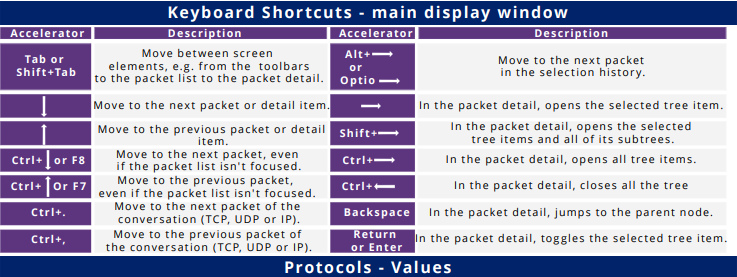 Keyboard Shortcuts - main display window
Accelerator Description Accelerator Description
Tab or
Shift+Tab
Move between screen
elements, e.g. from the toolbars
to the packet list to the packet detail.
Alt+→
or
Optio →
Move to the next packet
in the selection history.
↓
Move to the next packet or detail item.
→
In the packet detail, opens the selected tree item.
↑
Move to the previous packet or detail
item.
Shift+→
In the packet detail, opens the selected
tree items and all of its subtrees.
Ctrl+↓ or F8
Move to the next packet, even
if the packet list isn't focused.
Ctrl+→
In the packet detail, opens all tree items.
Ctrl+↑ Or F7
Move to the previous packet,
even if the packet list isn't focused.
Ctrl+←
In the packet detail, closes all the tree
Ctrl+.
Move to the next packet of the
conversation (TCP, UDP or IP).
Backspace
In the packet detail, jumps to the parent node.
Ctrl+,
Move to the previous packet of
the conversation (TCP, UDP or IP).
Return
or Enter
In the packet detail, toggles the selected tree item.
Protocols - Values